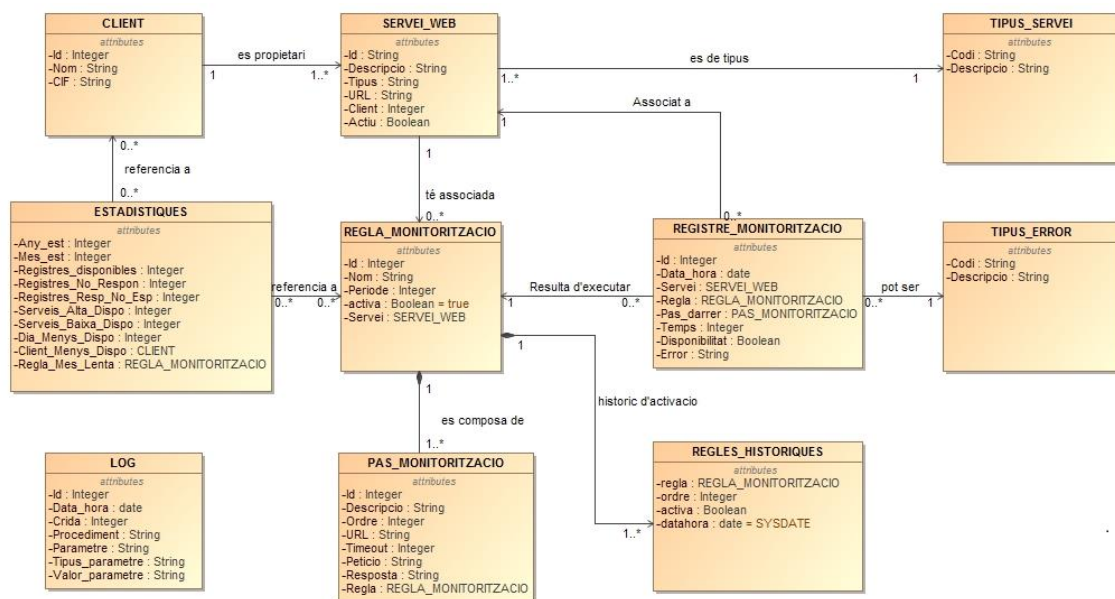 CLIENT
attributes
-Id : Integer
-Nom : String
-CIF : String
es propietari
1
1..*
SERVEI_WEB
attributes
-Id : String
-Descripcio : String
-Tipus : String
-URL : String
-Client : Integer
-Actiu : Boolean
es de tipus
1..*
1
TIPUS_SERVEI
attributes
-Codi : String
-Descripcio : String
Associat a
1
0..*
0..*
referencia a
0..*
1
té associada
0..*
ESTADISTIQUES
attributes
-Any_est : Integer
-Mes_est : Integer
-Registres_disponibles : Integer
-Registres_No_Respon : Integer
-Registres_Resp_No_Esp : Integer
-Serveis_Alta_Dispo : Integer
-Serveis_Baixa_Dispo : Integer
-Dia_Menys_Dispo : Integer
-Client_Menys_Dispo : CLIENT
-Regla_Mes_Lenta : REGLA_MONITORITZACIO
referencia a
0..*
0..*
REGLA_MONITORITZACIO
attributes
-Id : Integer
-Nom : String
-Periode : Integer
-activa : Boolean = true
-Servei : SERVEI_WEB
Resulta d'executar
1
0..*
REGISTRE_MONITORITZACIO
attributes
-Id : Integer
-Data_hora : date
-Servei : SERVEI_WEB
-Regla : REGLA_MONITORITZACIO
-Pas_darrer : PAS_MONITORITZACIO
-Temps : Integer
-Disponibilitat : Boolean
-Error : String
pot ser
0..*
1
TIPUS_ERROR
attributes
-Codi : String
-Descripcio : String
1
historic d'activacio
1..*
1
es composa de
1..*
LOG
attributes
-Id : Integer
-Data_hora : date
-Crida : Integer
-Procediment : String
-Parametre : String
-Tipus_parametre : String
-Valor_parametre : String
PAS_MONITORITZACIO
attributes
-Id : Integer
-Descripcio : String
-Ordre : Integer
-URL : String
-Timeout : Integer
-Peticio : String
-Resposta : String
-Regla : REGLA_MONITORITZACIO
REGLES_HISTORIQUES
attributes
-regla : REGLA_MONITORITZACIO
-ordre : Integer
-activa : Boolean
-datahora : date = SYSDATE